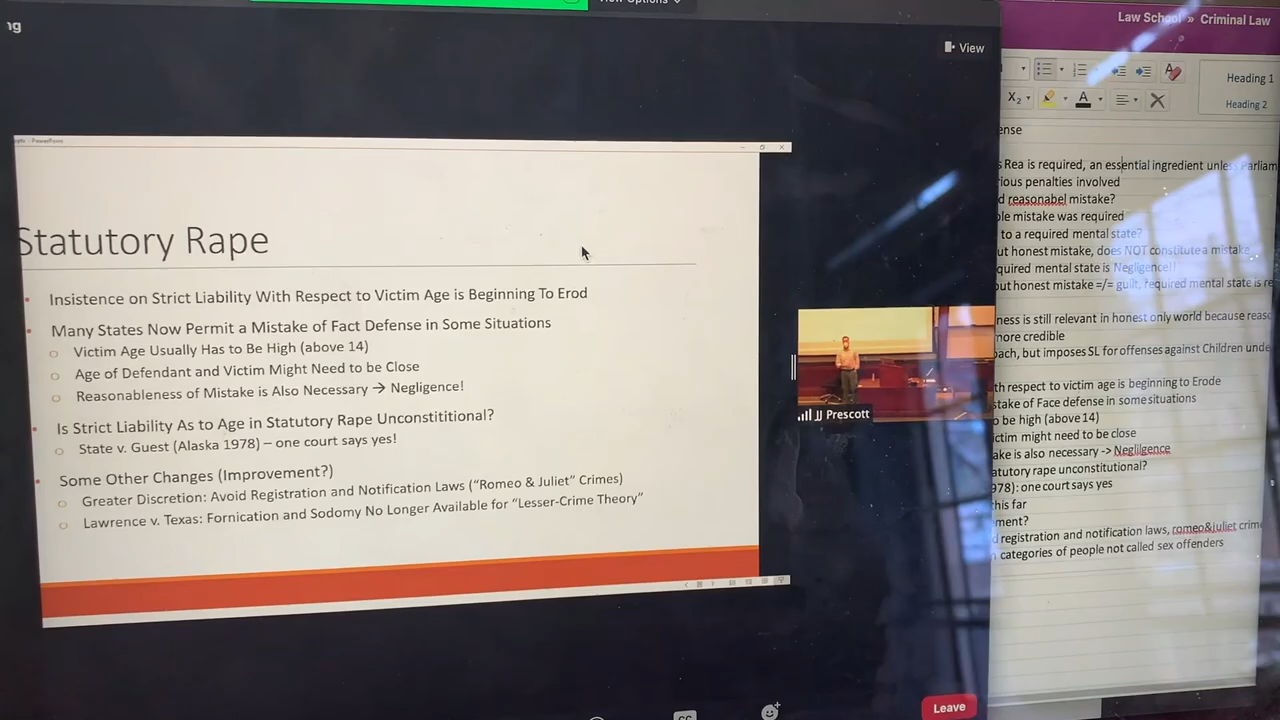 View Options
ng
View
PowerPoint
Statutory Rape
Insistence on Strict Liability With Respect to Victim Age is Beginning To Erod
Many States Now Permit a Mistake of Fact Defense in Some Situations
Victim Age Usually Has to Be High (above 14)
Age of Defendant and Victim Might Need to be Close
Reasonableness of Mistake is Also Necessary → Negligence!
Is Strict Liability As to Age in Statutory Rape Unconstititional?
State v. Guest (Alaska 1978) – one court says yes!
Some Other Changes (Improvement?)
Greater Discretion: Avoid Registration and Notification Laws ("Romeo & Juliet" Crimes)
Lawrence v. Texas: Fornication and Sodomy No Longer Available for "Lesser-Crime Theory"
JJ Prescott
CC
Leave
Law School » Criminal Law
Heading 1
X₂ A
Heading 2
ense
s Rea is required, an essential ingredient unless Parliam
ious penalties involved
d reasonabel mistake?
ble mistake was required
to a required mental state?
ut honest mistake, does NOT constitute a mistake
quired mental state is Negligence!!
but honest mistake =/= guilt, required mental state is re
ness is still relevant in honest only world because reaso
more credible
oach, but imposes SL for offenses against Children unde
th respect to victim age is beginning to Erode
stake of Face defense in some situations
o be high (above 14)
ictim might need to be close
ake is also necessary -> Neglilgence
atutory rape unconstitutional?
978): one court says yes
his far
ment?
d registration and notification laws, romeo&juliet crim
categories of people not called sex offenders